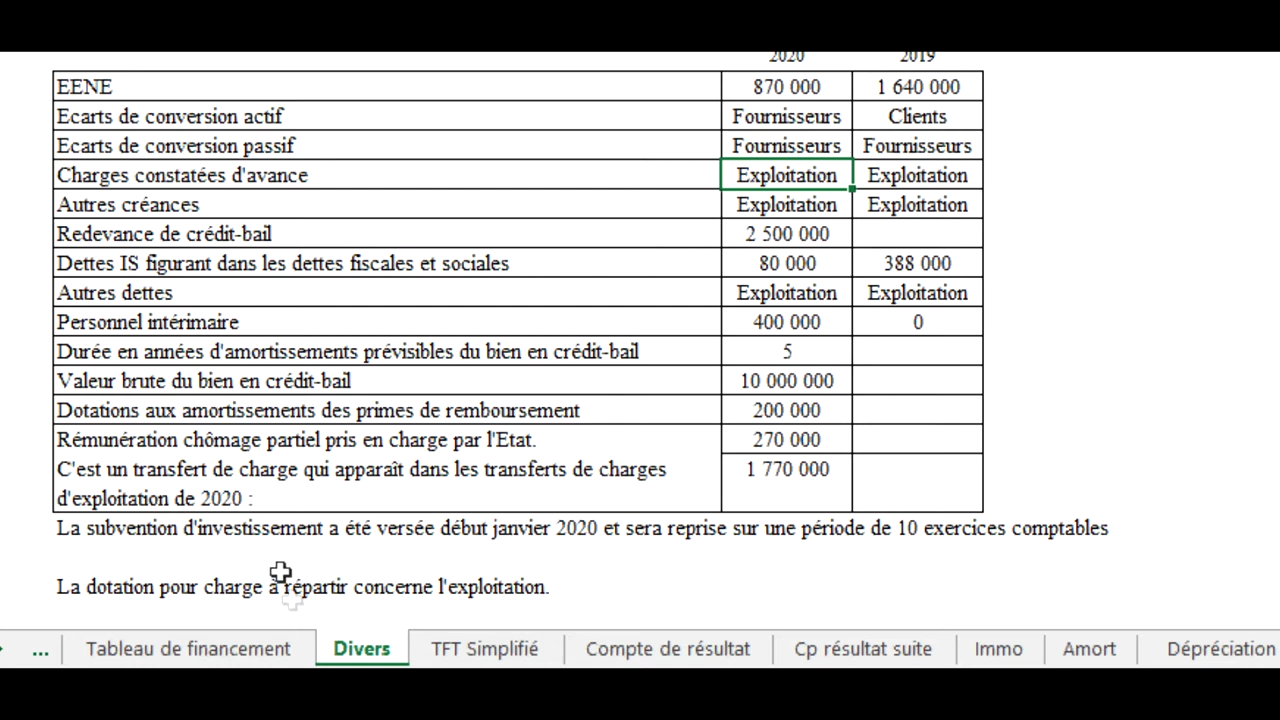 2020 2019
EENE 870 000 1 640 000
Ecarts de conversion actif Fournisseurs Clients
Ecarts de conversion passif Fournisseurs Fournisseurs
Charges constatées d'avance Exploitation Exploitation
Autres créances Exploitation Exploitation
Redevance de crédit-bail 2 500 000
Dettes IS figurant dans les dettes fiscales et sociales 80 000 388 000
Autres dettes Exploitation Exploitation
Personnel intérimaire 400 000 0
Durée en années d'amortissements prévisibles du bien en crédit-bail 5
Valeur brute du bien en crédit-bail 10 000 000
Dotations aux amortissements des primes de remboursement 200 000
Rémunération chômage partiel pris en charge par l'Etat. 270 000
C'est un transfert de charge qui apparaît dans les transferts de charges 1 770 000
d'exploitation de 2020 :
La subvention d'investissement a été versée début janvier 2020 et sera reprise sur une période de 10 exercices comptables
La dotation pour charge à répartir concerne l'exploitation.
... Tableau de financement Divers TFT Simplifié Compte de résultat Cp résultat suite Immo Amort Dépréciation